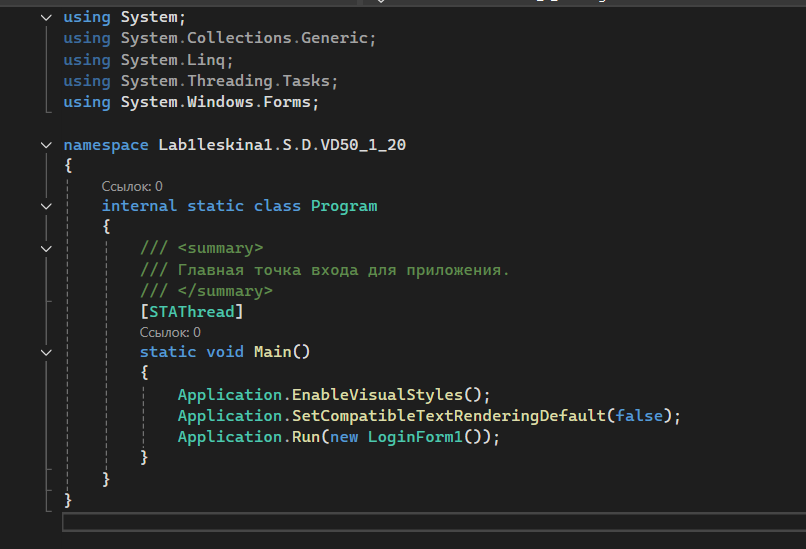 using System;
using System.Collections.Generic;
using System.Linq;
using System.Threading.Tasks;
using System.Windows.Forms;
namespace Lab1leskina1.S.D.VD50_1_20
{
Ссылок: 0
internal static class Program
{
/// <summary>
/// Главная точка входа для приложения.
/// </summary>
[STAThread]
Ссылок: 0
static void Main()
{
Application.EnableVisualStyles();
Application.SetCompatibleTextRenderingDefault(false);
Application.Run(new LoginForm1());
}
}
}